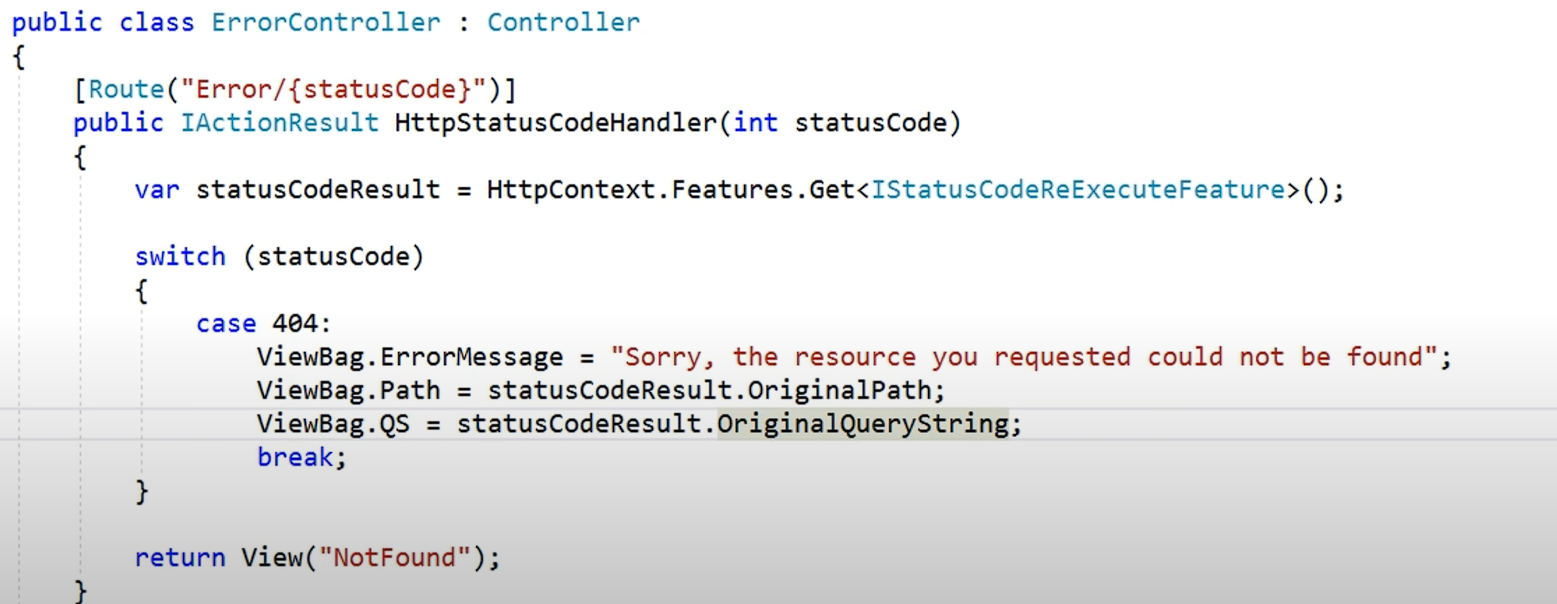 public class ErrorController : Controller
{
[Route("Error/{statusCode}")]
public IActionResult HttpStatusCodeHandler(int statusCode)
{
var statusCodeResult = HttpContext.Features.Get<IStatusCodeReExecuteFeature>();
switch (statusCode)
{
case 404:
ViewBag.ErrorMessage = "Sorry, the resource you requested could not be found";
ViewBag.Path = statusCodeResult.OriginalPath;
ViewBag.QS = statusCodeResult.OriginalQueryString;
break;
}
return View("NotFound");
}